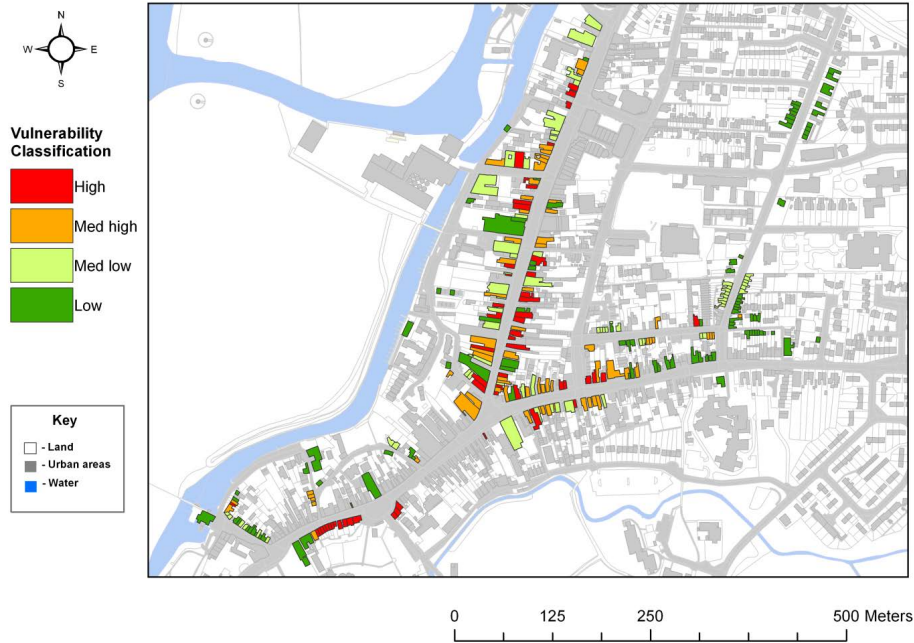 N
W E
S
Vulnerability
Classification
High
Med high
Med low
Low
Key
- Land
- Urban areas
- Water
0 125 250 500 Meters